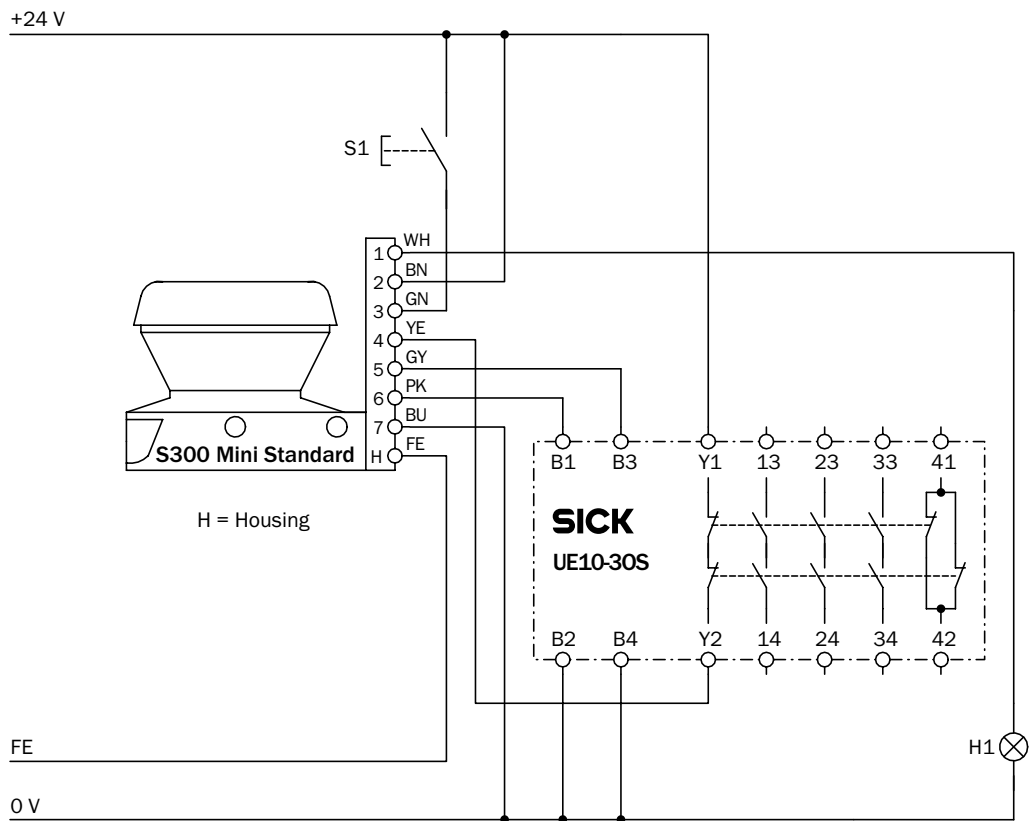 +24 V
S1
1 WH
2 BN
3 GN
4 YE
5 GY
6 PK
7 BU
H FE
S300 Mini Standard
H = Housing
B1 B3 Y1 13 23 33 41
SICK
UE10-3OS
B2 B4 Y2 14 24 34 42
H1
FE
0 V